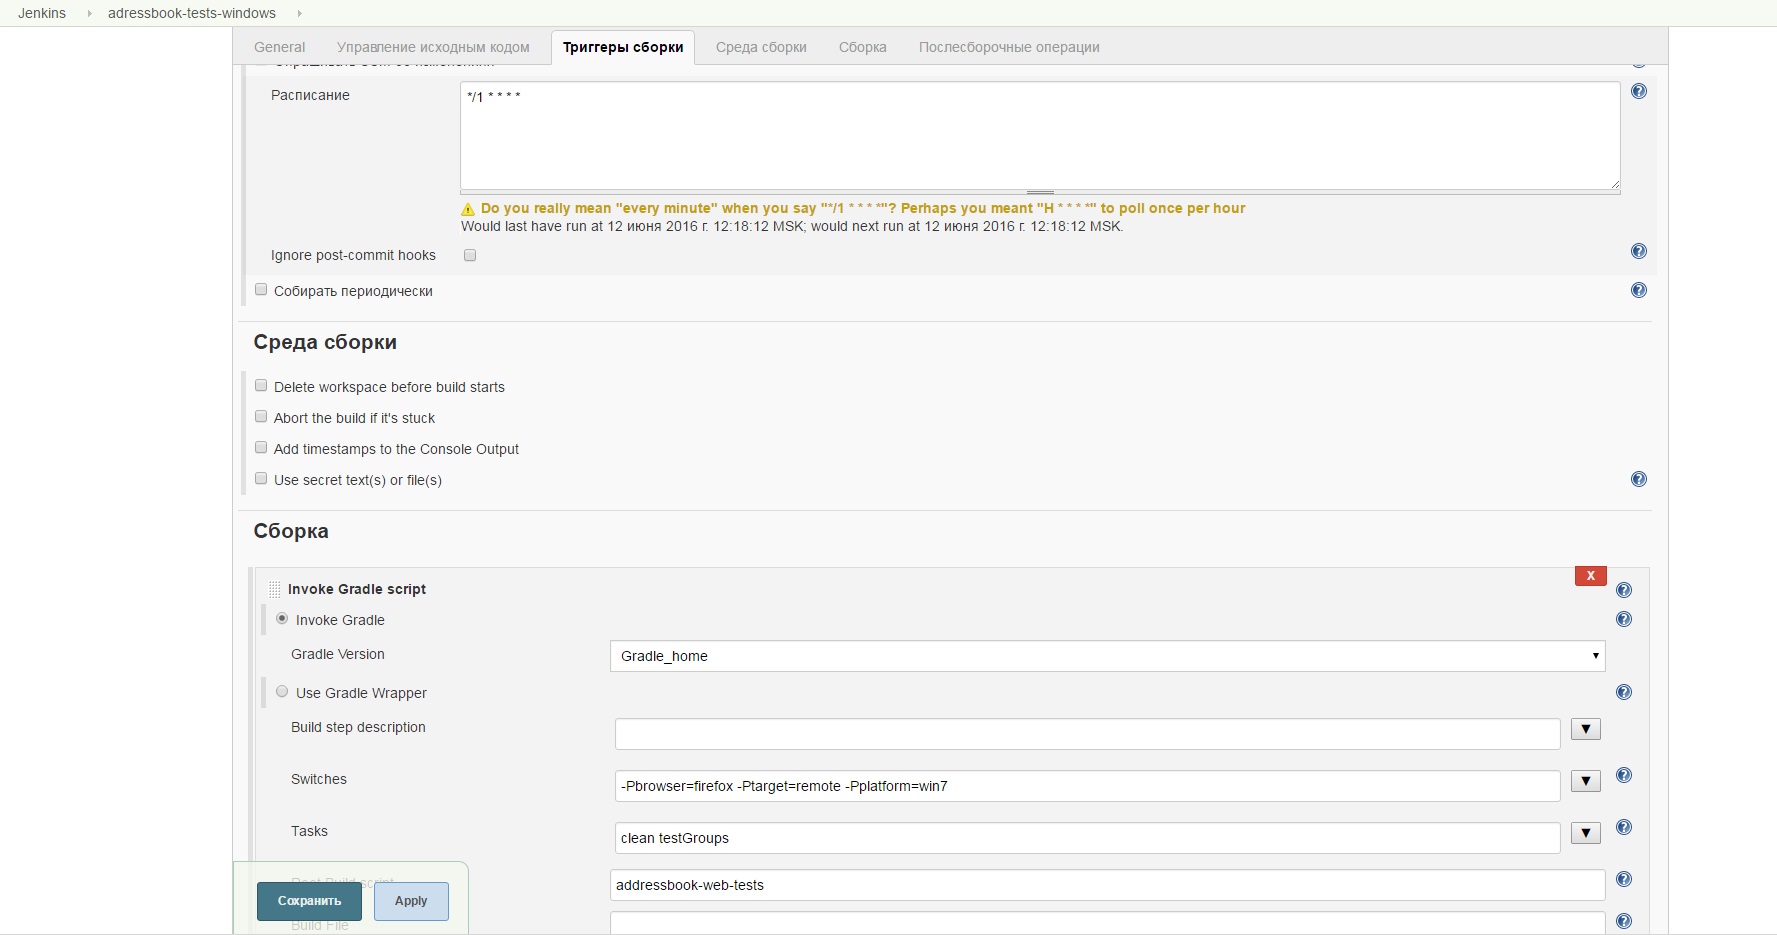 Jenkins adressbook-tests-windows
General Управление исходным кодом Триггеры сборки Среда сборки Сборка Послесборочные операции
Расписание
*/1 * * * *
Do you really mean "every minute" when you say "*/1 * * * *"? Perhaps you meant "H * * * *" to poll once per hour
Would last have run at 12 июня 2016 г. 12:18:12 MSK; would next run at 12 июня 2016 г. 12:18:12 MSK.
Ignore post-commit hooks
Собирать периодически
Среда сборки
Delete workspace before build starts
Abort the build if it's stuck
Add timestamps to the Console Output
Use secret text(s) or file(s)
Сборка
Invoke Gradle script
X
Invoke Gradle
Gradle Version
Gradle_home
Use Gradle Wrapper
Build step description
Switches
-Pbrowser=firefox -Ptarget=remote -Pplatform=win7
Tasks
clean testGroups
Root Build script
addressbook-web-tests
Сохранить Apply
Build File